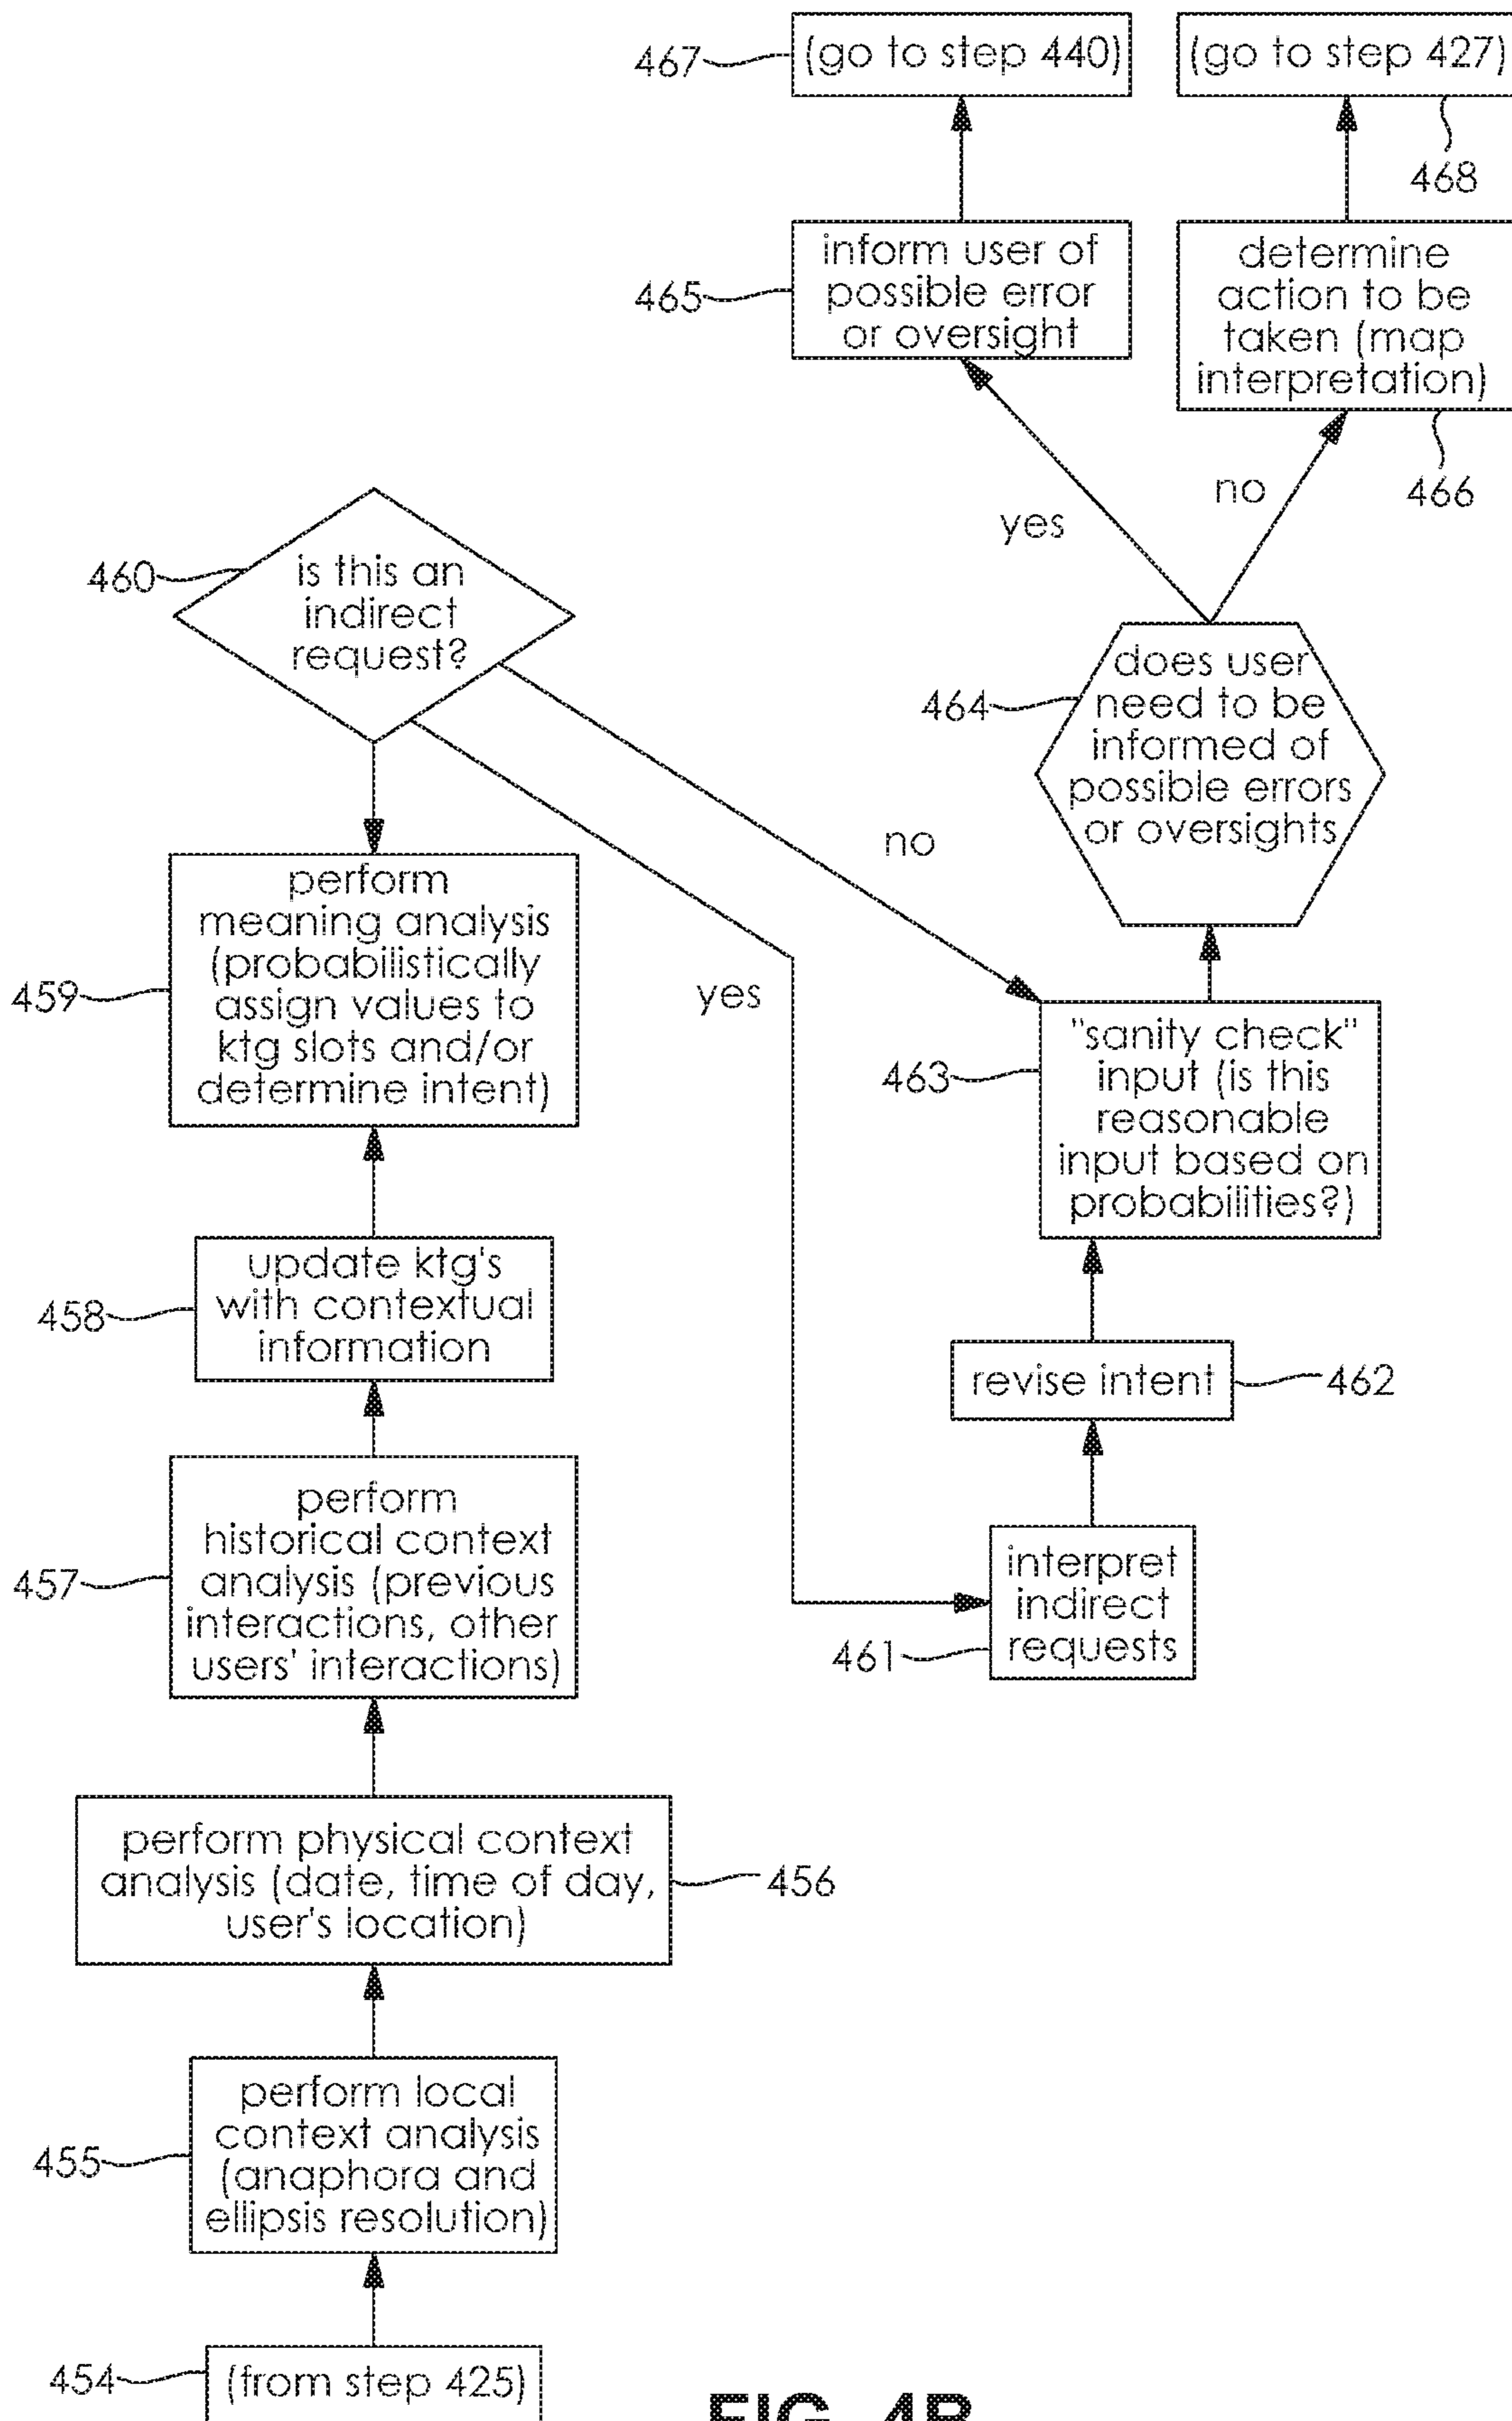 467
(go to step 440)
(go to step 427)
468
465
inform user of
possible error
or oversight
determine
action to be
taken (map
interpretation)
466
yes
no
460
is this an
indirect
request?
464
does user
need to be
informed of
possible errors
or oversights
no
yes
459
perform
meaning analysis
(probabilistically
assign values to
ktg slots and/or
determine intent)
463
"sanity check"
input (is this
reasonable
input based on
probabilities?)
458
update ktg's
with contextual
information
revise intent
462
457
perform
historical context
analysis (previous
interactions, other
users' interactions)
461
interpret
indirect
requests
perform physical context
analysis (date, time of day,
user's location)
456
455
perform local
context analysis
(anaphora and
ellipsis resolution)
454
(from step 425)
FIG. 4B